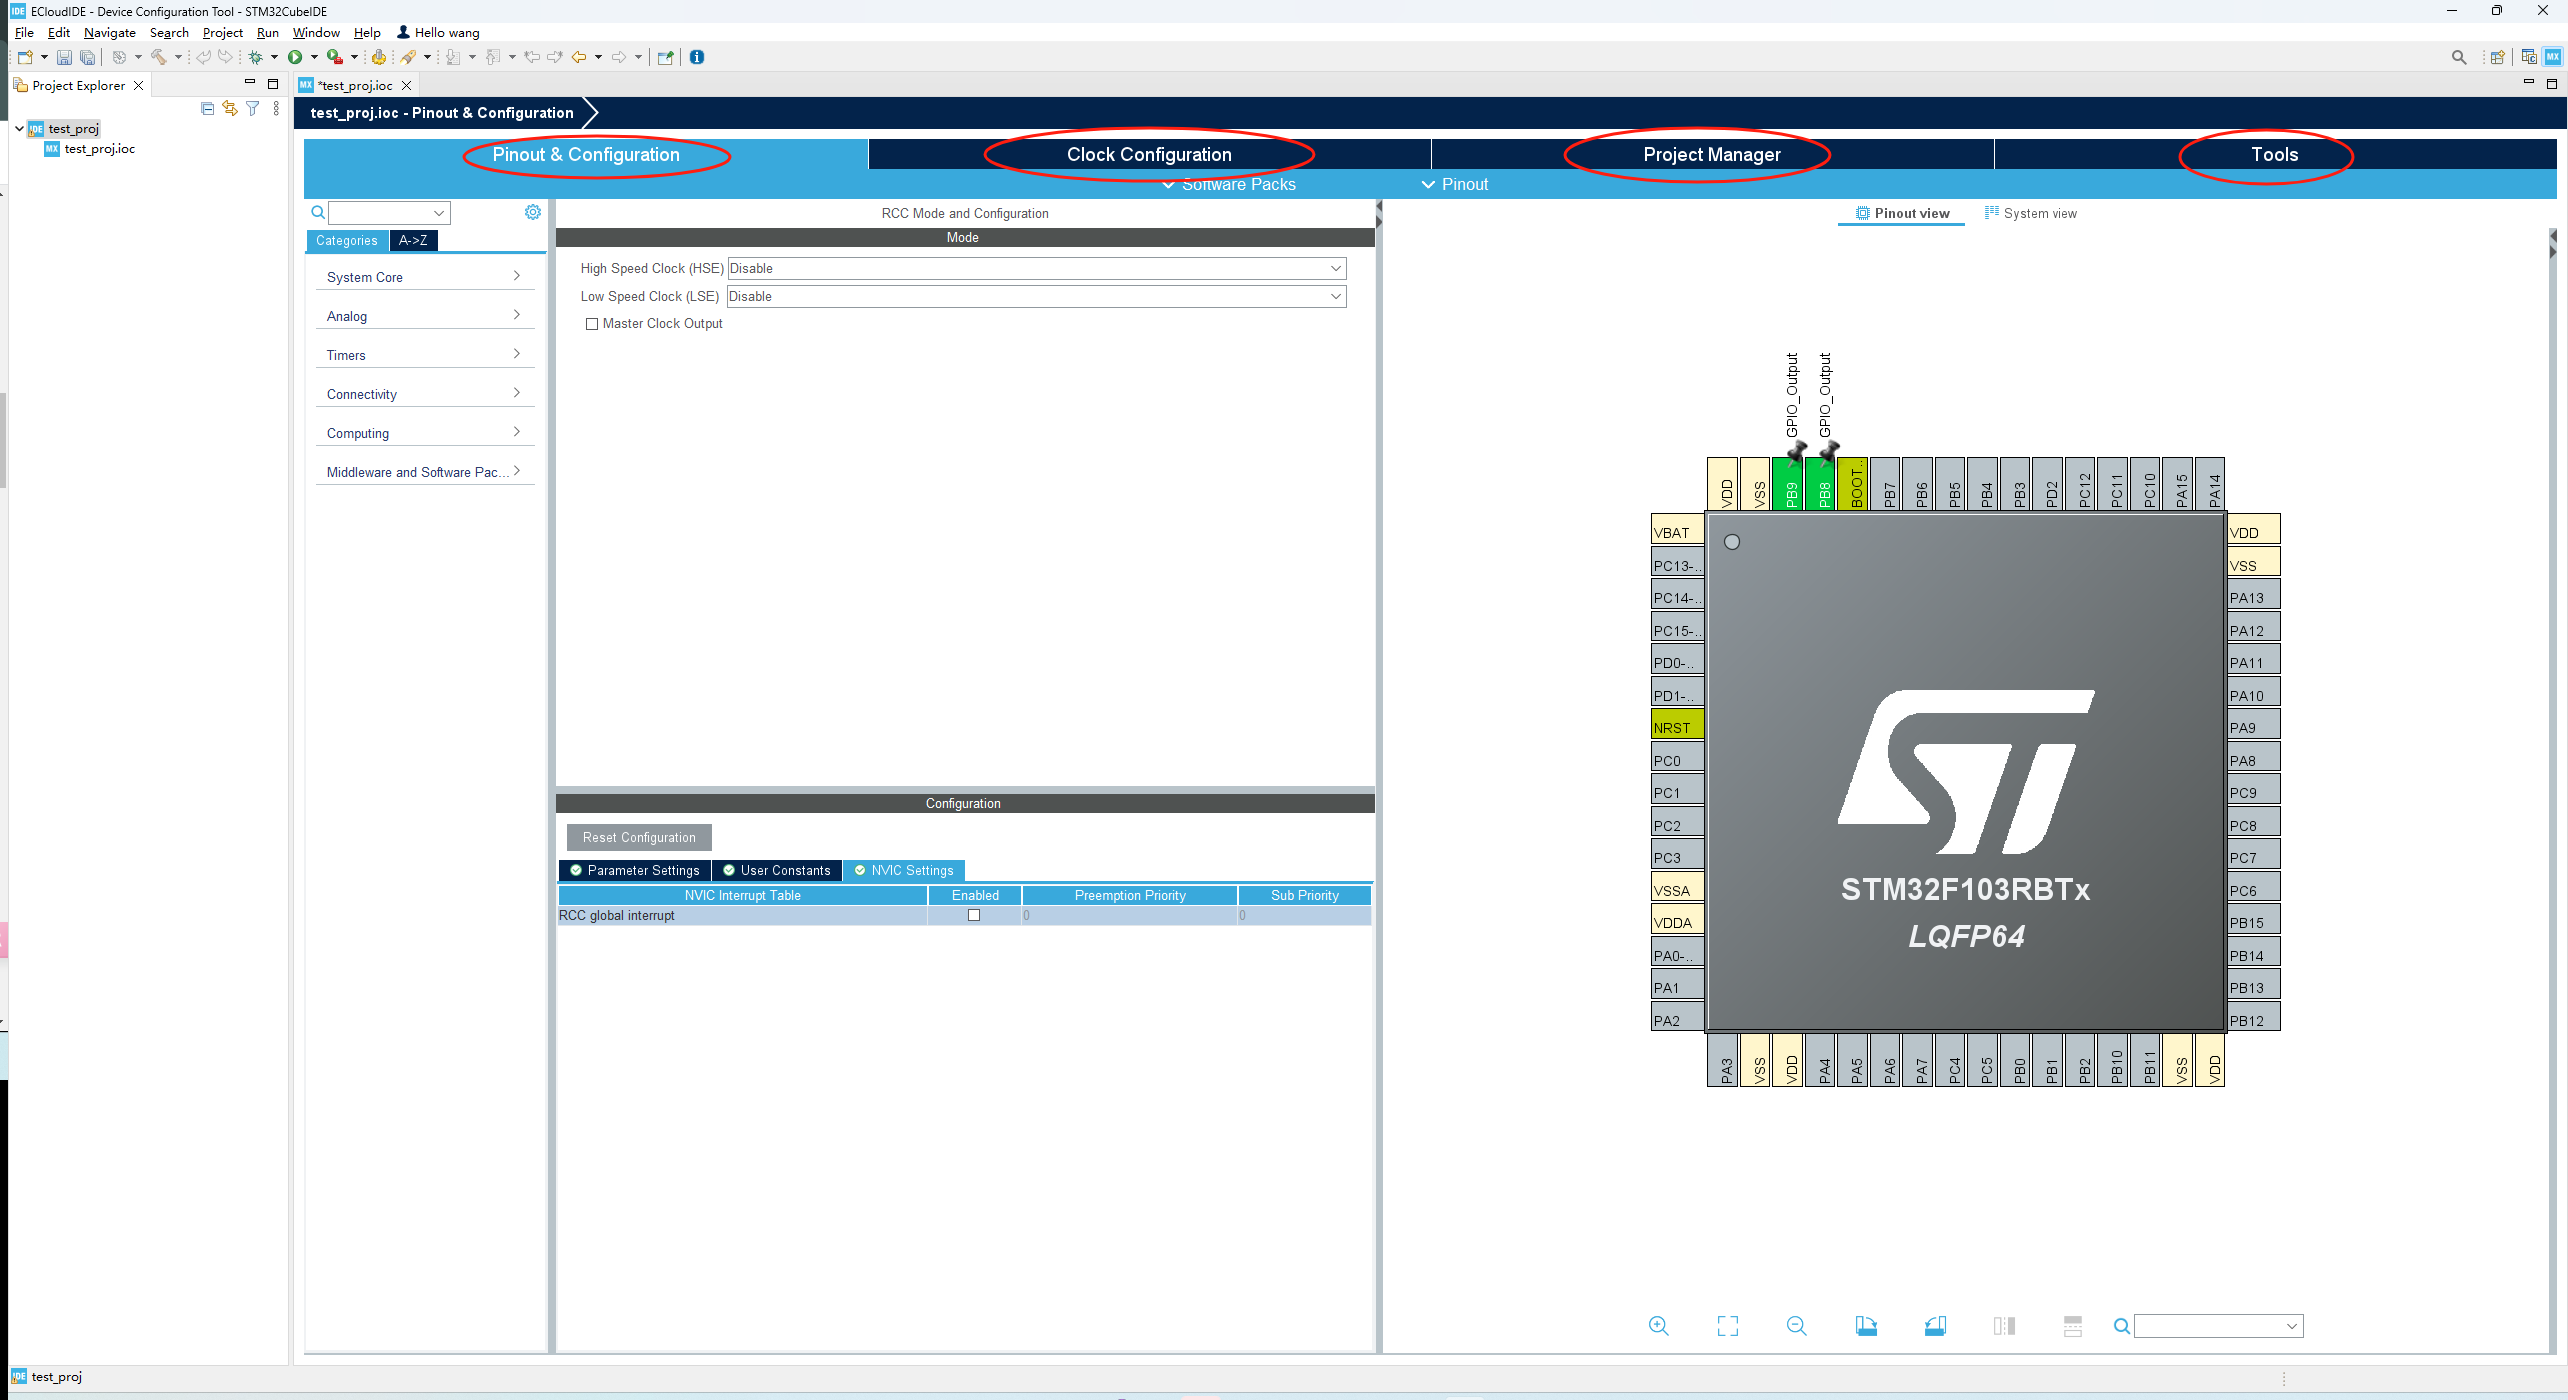 ECloudIDE - Device Configuration Tool - STM32CubeIDE
File Edit Navigate Search Project Run Window Help Hello wang
Project Explorer
*test_proj.ioc
test_proj.ioc - Pinout & Configuration
test_proj
test_proj.ioc
Pinout & Configuration
Clock Configuration
Project Manager
Tools
Software Packs
Pinout
Categories
A->Z
System Core
Analog
Timers
Connectivity
Computing
Middleware and Software Pac...
RCC Mode and Configuration
Mode
High Speed Clock (HSE) Disable
Low Speed Clock (LSE) Disable
Master Clock Output
Configuration
Reset Configuration
Parameter Settings
User Constants
NVIC Settings
NVIC Interrupt Table Enabled Preemption Priority Sub Priority
RCC global interrupt 0 0
Pinout view
System view
GPIO_Output
GPIO_Output
VDD
VSS
PB9
PB8
BOOT..
PB7
PB6
PB5
PB4
PB3
PD2
PC12
PC11
PC10
PA15
PA14
VBAT
PC13-..
PC14-..
PC15-..
PD0-..
PD1-..
NRST
PC0
PC1
PC2
PC3
VSSA
VDDA
PA0-..
PA1
PA2
ST
STM32F103RBTx
LQFP64
VDD
VSS
PA13
PA12
PA11
PA10
PA9
PA8
PC9
PC8
PC7
PC6
PB15
PB14
PB13
PB12
PA3
VSS
VDD
PA4
PA5
PA6
PA7
PC4
PC5
PB0
PB1
PB2
PB10
PB11
VSS
VDD
test_proj